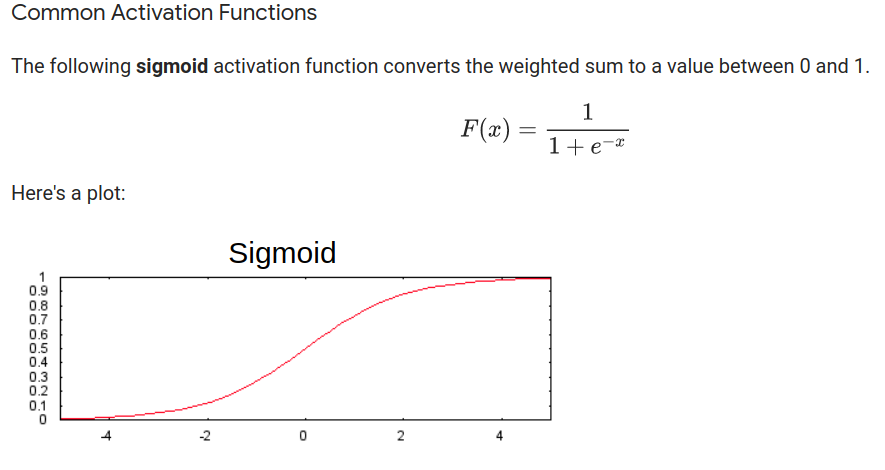 Common Activation Functions
The following sigmoid activation function converts the weighted sum to a value between 0 and 1.
F(x) = 1 / (1 + e^{-x})
Here's a plot:
Sigmoid
1
0.9
0.8
0.7
0.6
0.5
0.4
0.3
0.2
0.1
0
-4 -2 0 2 4